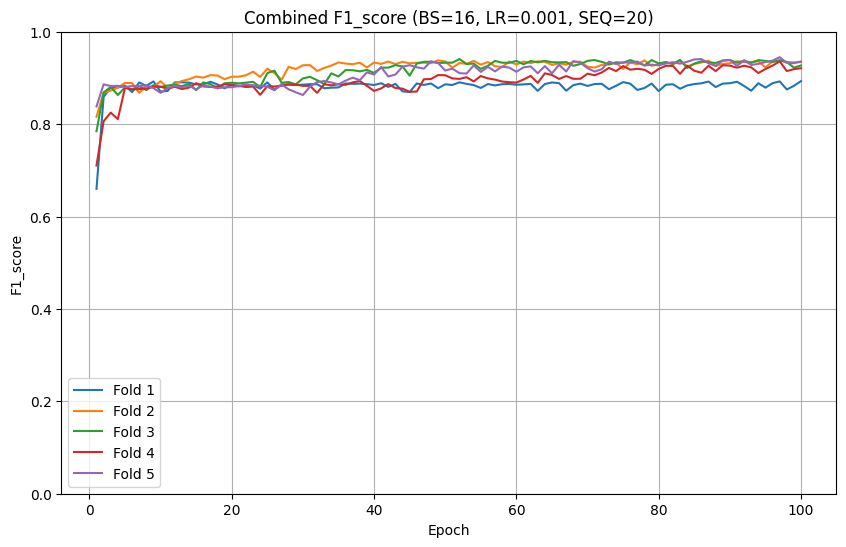 Combined F1_score (BS=16, LR=0.001, SEQ=20)
F1_score
1.0
0.8
0.6
0.4
0.2
0.0
Fold 1
Fold 2
Fold 3
Fold 4
Fold 5
0 20 40 60 80 100
Epoch